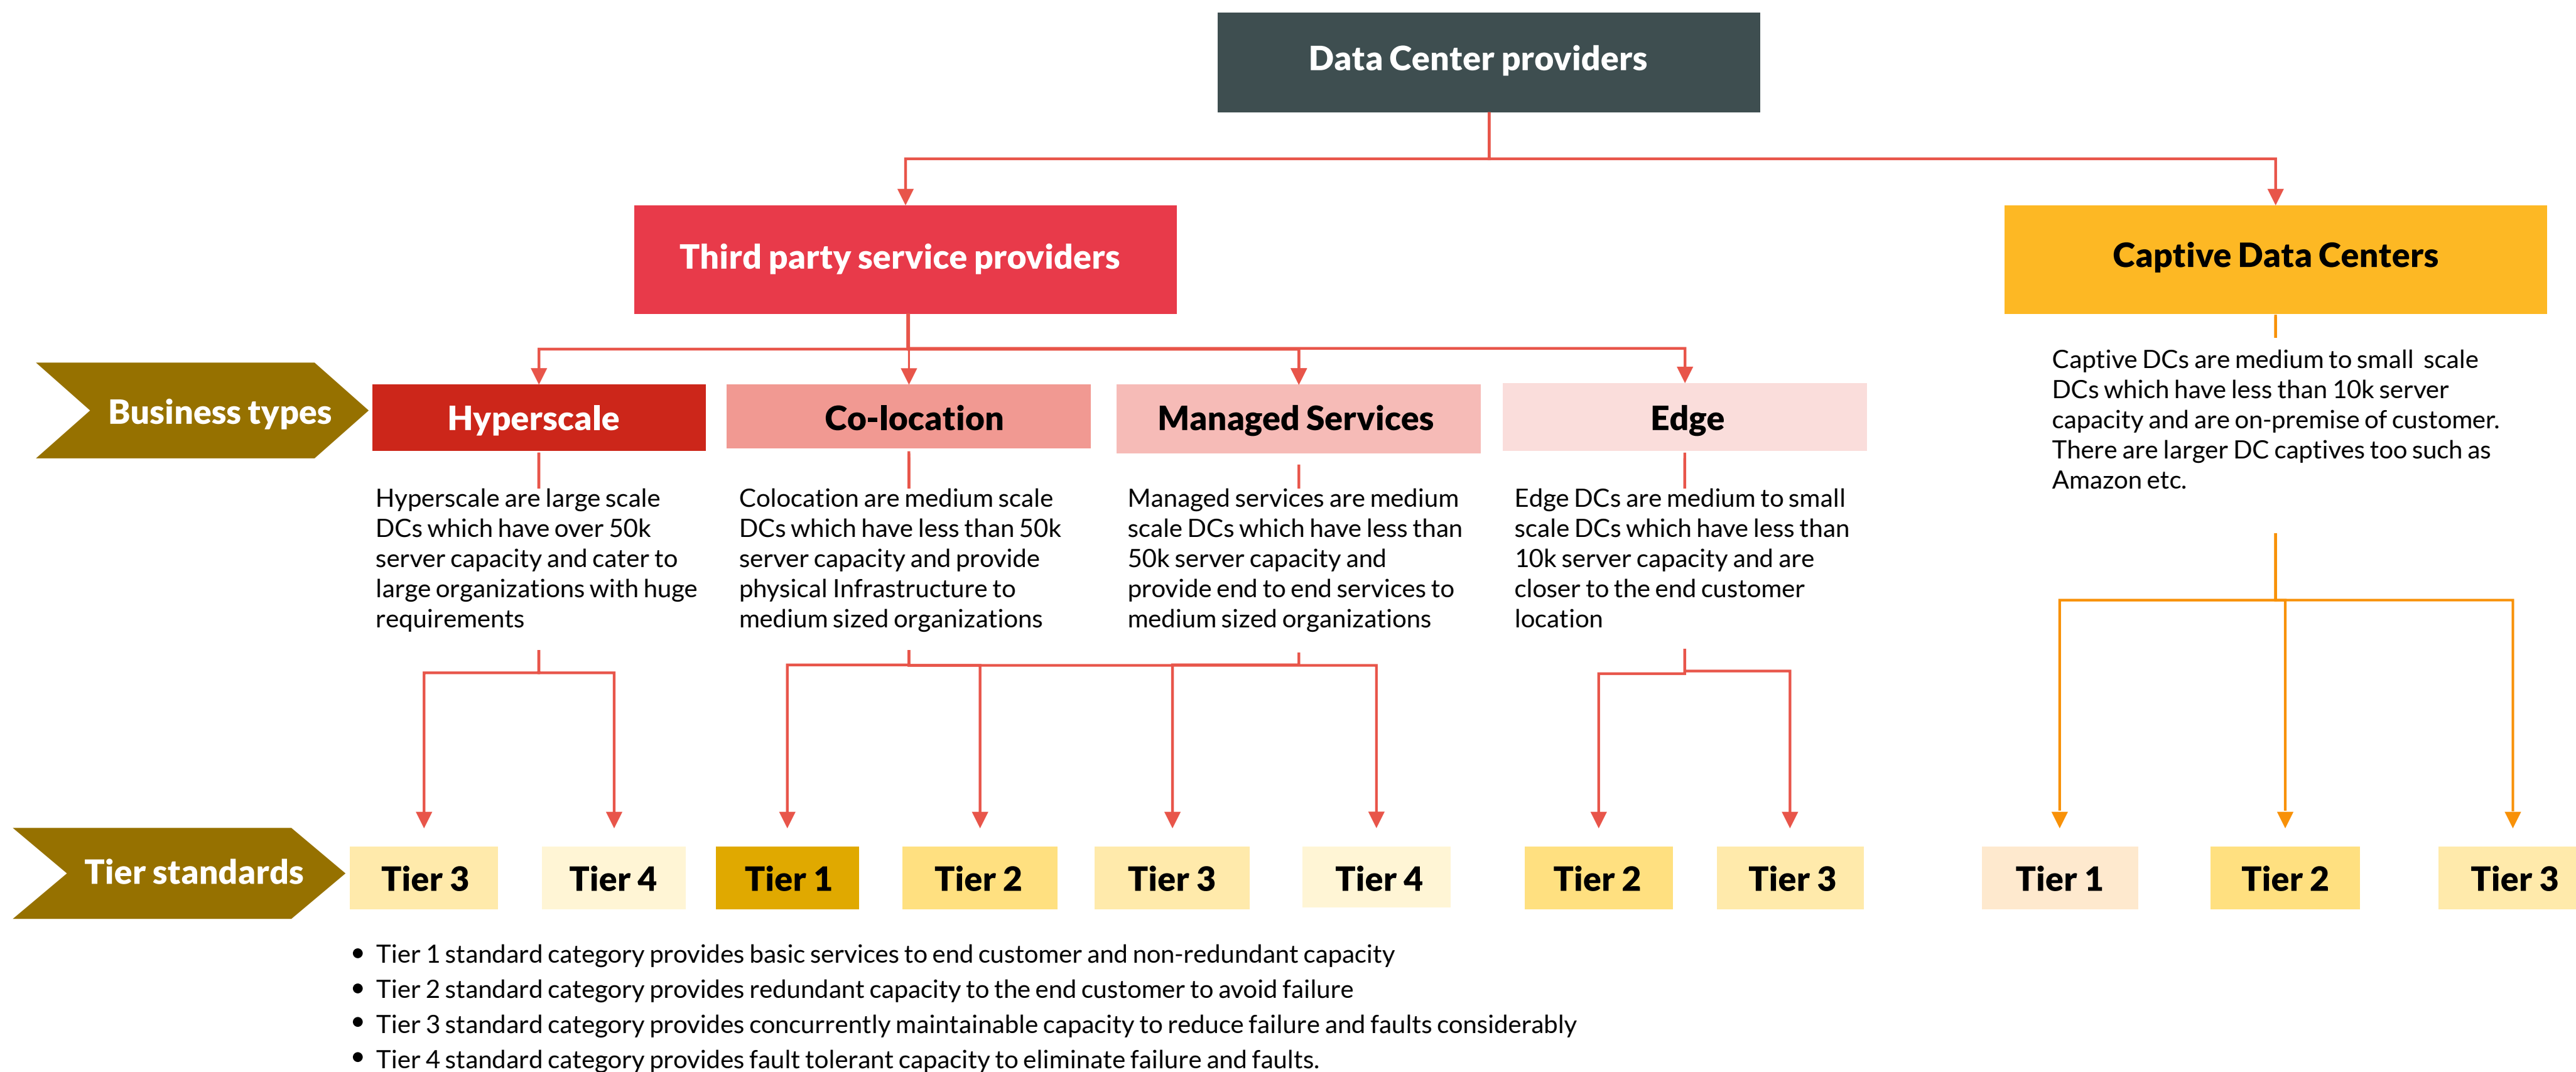 Data Center providers
Third party service providers
Captive Data Centers
Captive DCs are medium to small  scale
DCs which have less than 10k server
capacity and are on-premise of customer.
There are larger DC captives too such as
Amazon etc.
Business types
Hyperscale
Co-location
Managed Services
Edge
Hyperscale are large scale
DCs which have over 50k
server capacity and cater to
large organizations with huge
requirements
Colocation are medium scale
DCs which have less than 50k
server capacity and provide
physical Infrastructure to
medium sized organizations
Managed services are medium
scale DCs which have less than
50k server capacity and
provide end to end services to
medium sized organizations
Edge DCs are medium to small
scale DCs which have less than
10k server capacity and are
closer to the end customer
location
Tier standards
Tier 3
Tier 4
Tier 1
Tier 2
Tier 3
Tier 4
Tier 2
Tier 3
Tier 1
Tier 2
Tier 3
• Tier 1 standard category provides basic services to end customer and non-redundant capacity
• Tier 2 standard category provides redundant capacity to the end customer to avoid failure
• Tier 3 standard category provides concurrently maintainable capacity to reduce failure and faults considerably
• Tier 4 standard category provides fault tolerant capacity to eliminate failure and faults.